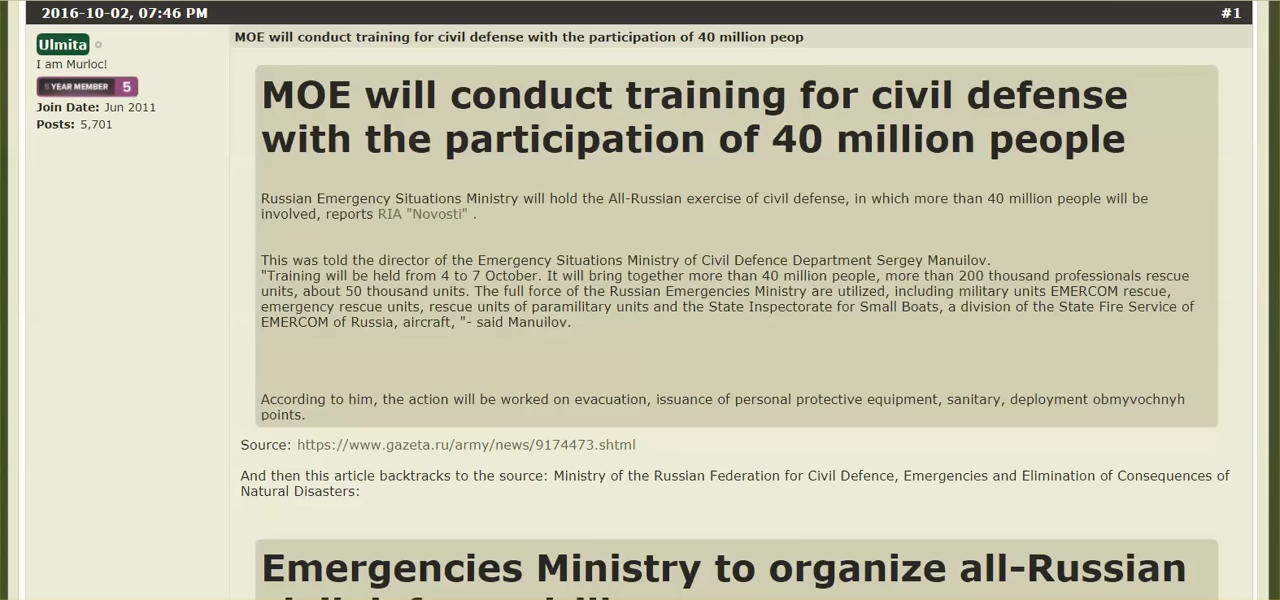 2016-10-02, 07:46 PM #1
Ulmita
I am Murloc!
5 YEAR MEMBER 5
Join Date: Jun 2011
Posts: 5,701
MOE will conduct training for civil defense with the participation of 40 million peop
MOE will conduct training for civil defense
with the participation of 40 million people
Russian Emergency Situations Ministry will hold the All-Russian exercise of civil defense, in which more than 40 million people will be
involved, reports RIA "Novosti" .
This was told the director of the Emergency Situations Ministry of Civil Defence Department Sergey Manuilov.
"Training will be held from 4 to 7 October. It will bring together more than 40 million people, more than 200 thousand professionals rescue
units, about 50 thousand units. The full force of the Russian Emergencies Ministry are utilized, including military units EMERCOM rescue,
emergency rescue units, rescue units of paramilitary units and the State Inspectorate for Small Boats, a division of the State Fire Service of
EMERCOM of Russia, aircraft, "- said Manuilov.
According to him, the action will be worked on evacuation, issuance of personal protective equipment, sanitary, deployment obmyvochnyh
points.
Source: https://www.gazeta.ru/army/news/9174473.shtml
And then this article backtracks to the source: Ministry of the Russian Federation for Civil Defence, Emergencies and Elimination of Consequences of
Natural Disasters:
Emergencies Ministry to organize all-Russian